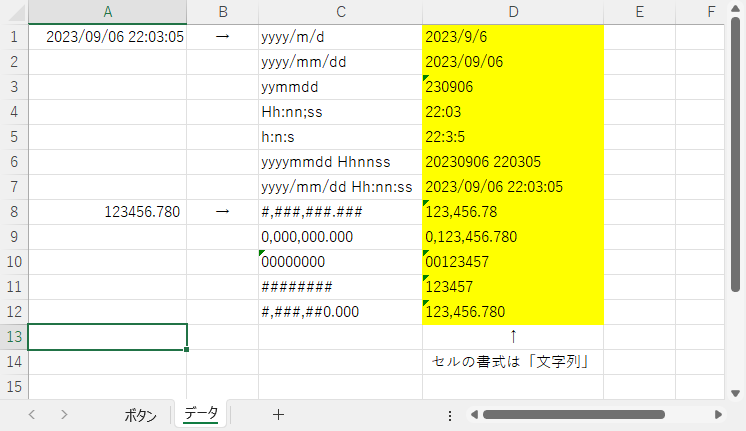 A B C D E F
1 2023/09/06 22:03:05 → yyyy/m/d 2023/9/6
2 yyyy/mm/dd 2023/09/06
3 yymmdd 230906
4 Hh:nn;ss 22:03
5 h:n:s 22:3:5
6 yyyymmdd Hhnnss 20230906 220305
7 yyyy/mm/dd Hh:nn:ss 2023/09/06 22:03:05
8 123456.780 → #,###,###.### 123,456.78
9 0,000,000.000 0,123,456.780
10 00000000 00123457
11 ######## 123457
12 #,###,##0.000 123,456.780
13 ↑
14 セルの書式は「文字列」
15
ボタン データ +